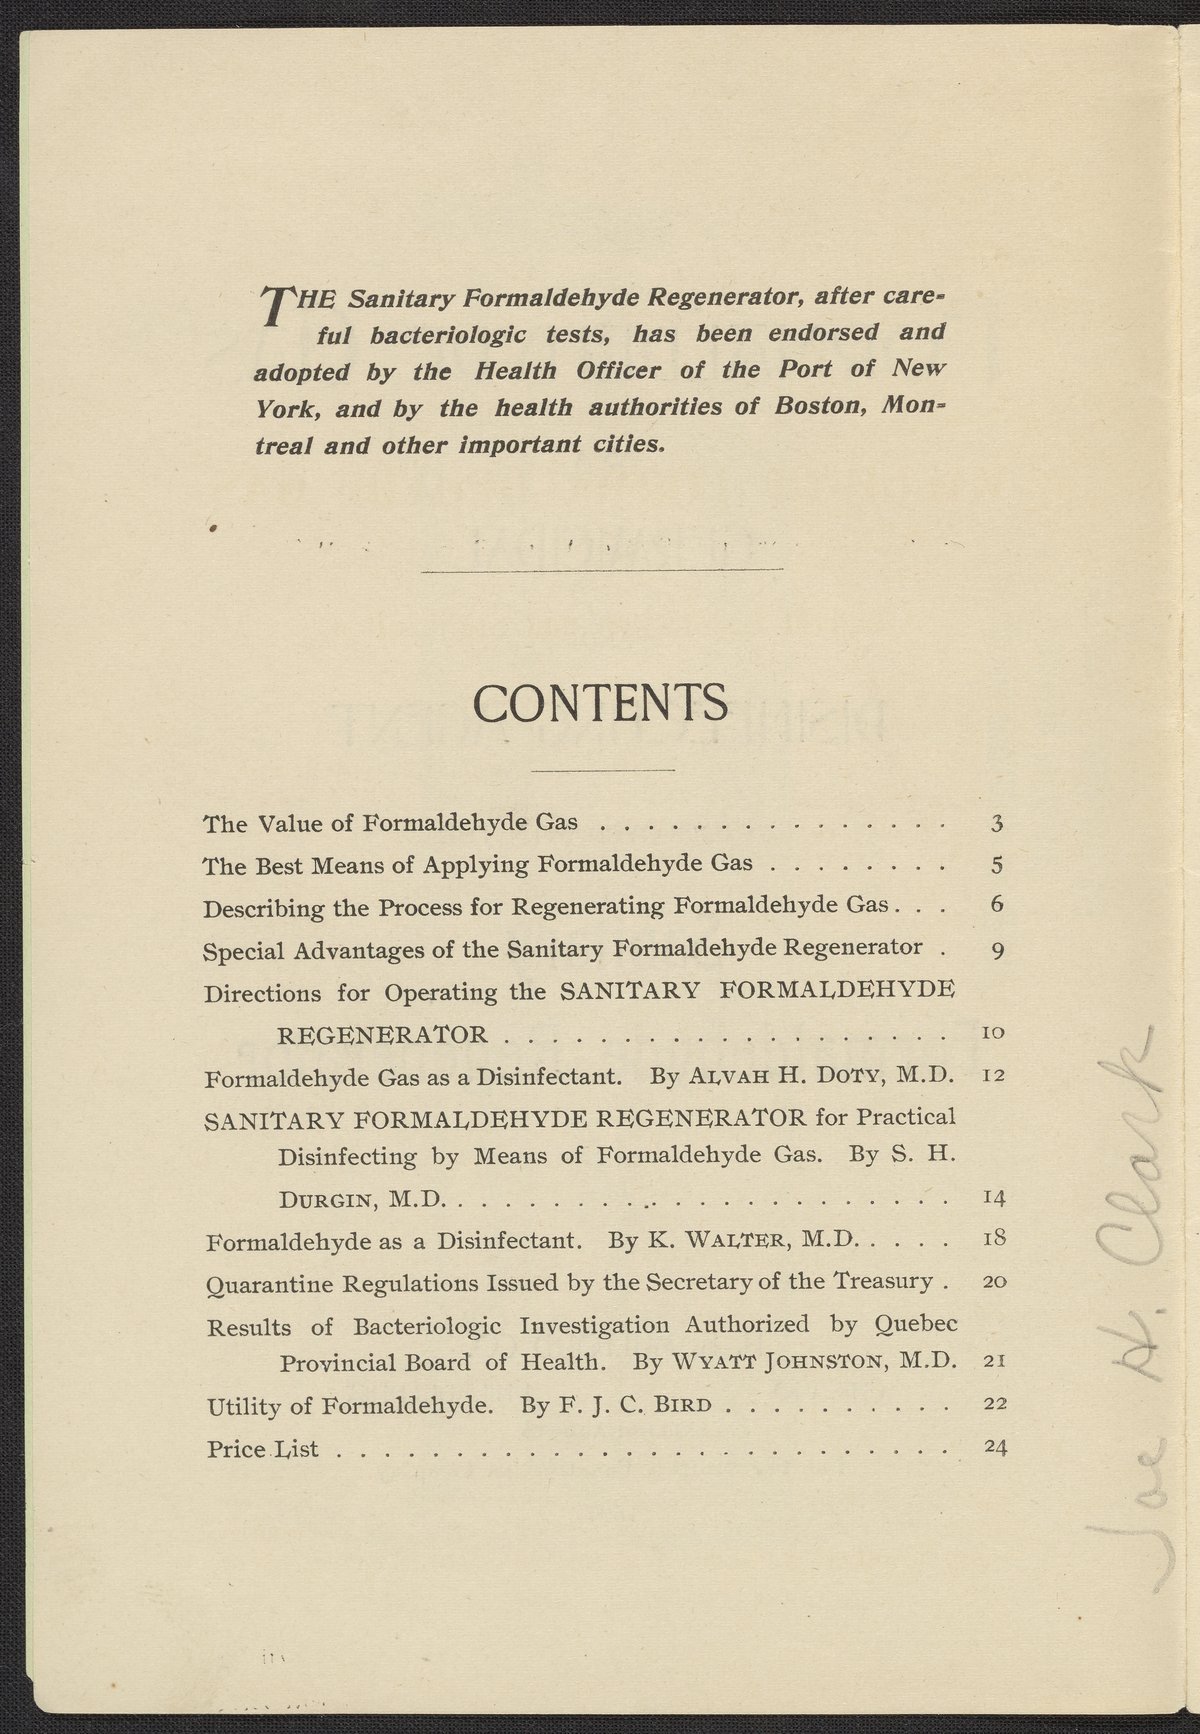 THE Sanitary Formaldehyde Regenerator, after care-
ful bacteriologic tests, has been endorsed and
adopted by the Health Officer of the Port of New
York, and by the health authorities of Boston, Mon-
treal and other important cities.
CONTENTS
The Value of Formaldehyde Gas . . . . . . . . . . . . . . . 3
The Best Means of Applying Formaldehyde Gas . . . . . . . . 5
Describing the Process for Regenerating Formaldehyde Gas . . . 6
Special Advantages of the Sanitary Formaldehyde Regenerator . 9
Directions for Operating the SANITARY FORMALDEHYDE
REGENERATOR . . . . . . . . . . . . . . . . . . . 10
Formaldehyde Gas as a Disinfectant. By ALVAH H. DOTY, M.D. 12
SANITARY FORMALDEHYDE REGENERATOR for Practical
Disinfecting by Means of Formaldehyde Gas. By S. H.
DURGIN, M.D. . . . . . . . . . . . . . . . . . . . . . 14
Formaldehyde as a Disinfectant. By K. WALTER, M.D. . . . . 18
Quarantine Regulations Issued by the Secretary of the Treasury . 20
Results of Bacteriologic Investigation Authorized by Quebec
Provincial Board of Health. By WYATT JOHNSTON, M.D. 21
Utility of Formaldehyde. By F. J. C. BIRD . . . . . . . . . . 22
Price List . . . . . . . . . . . . . . . . . . . . . . . . . . 24
Joe H. Clark